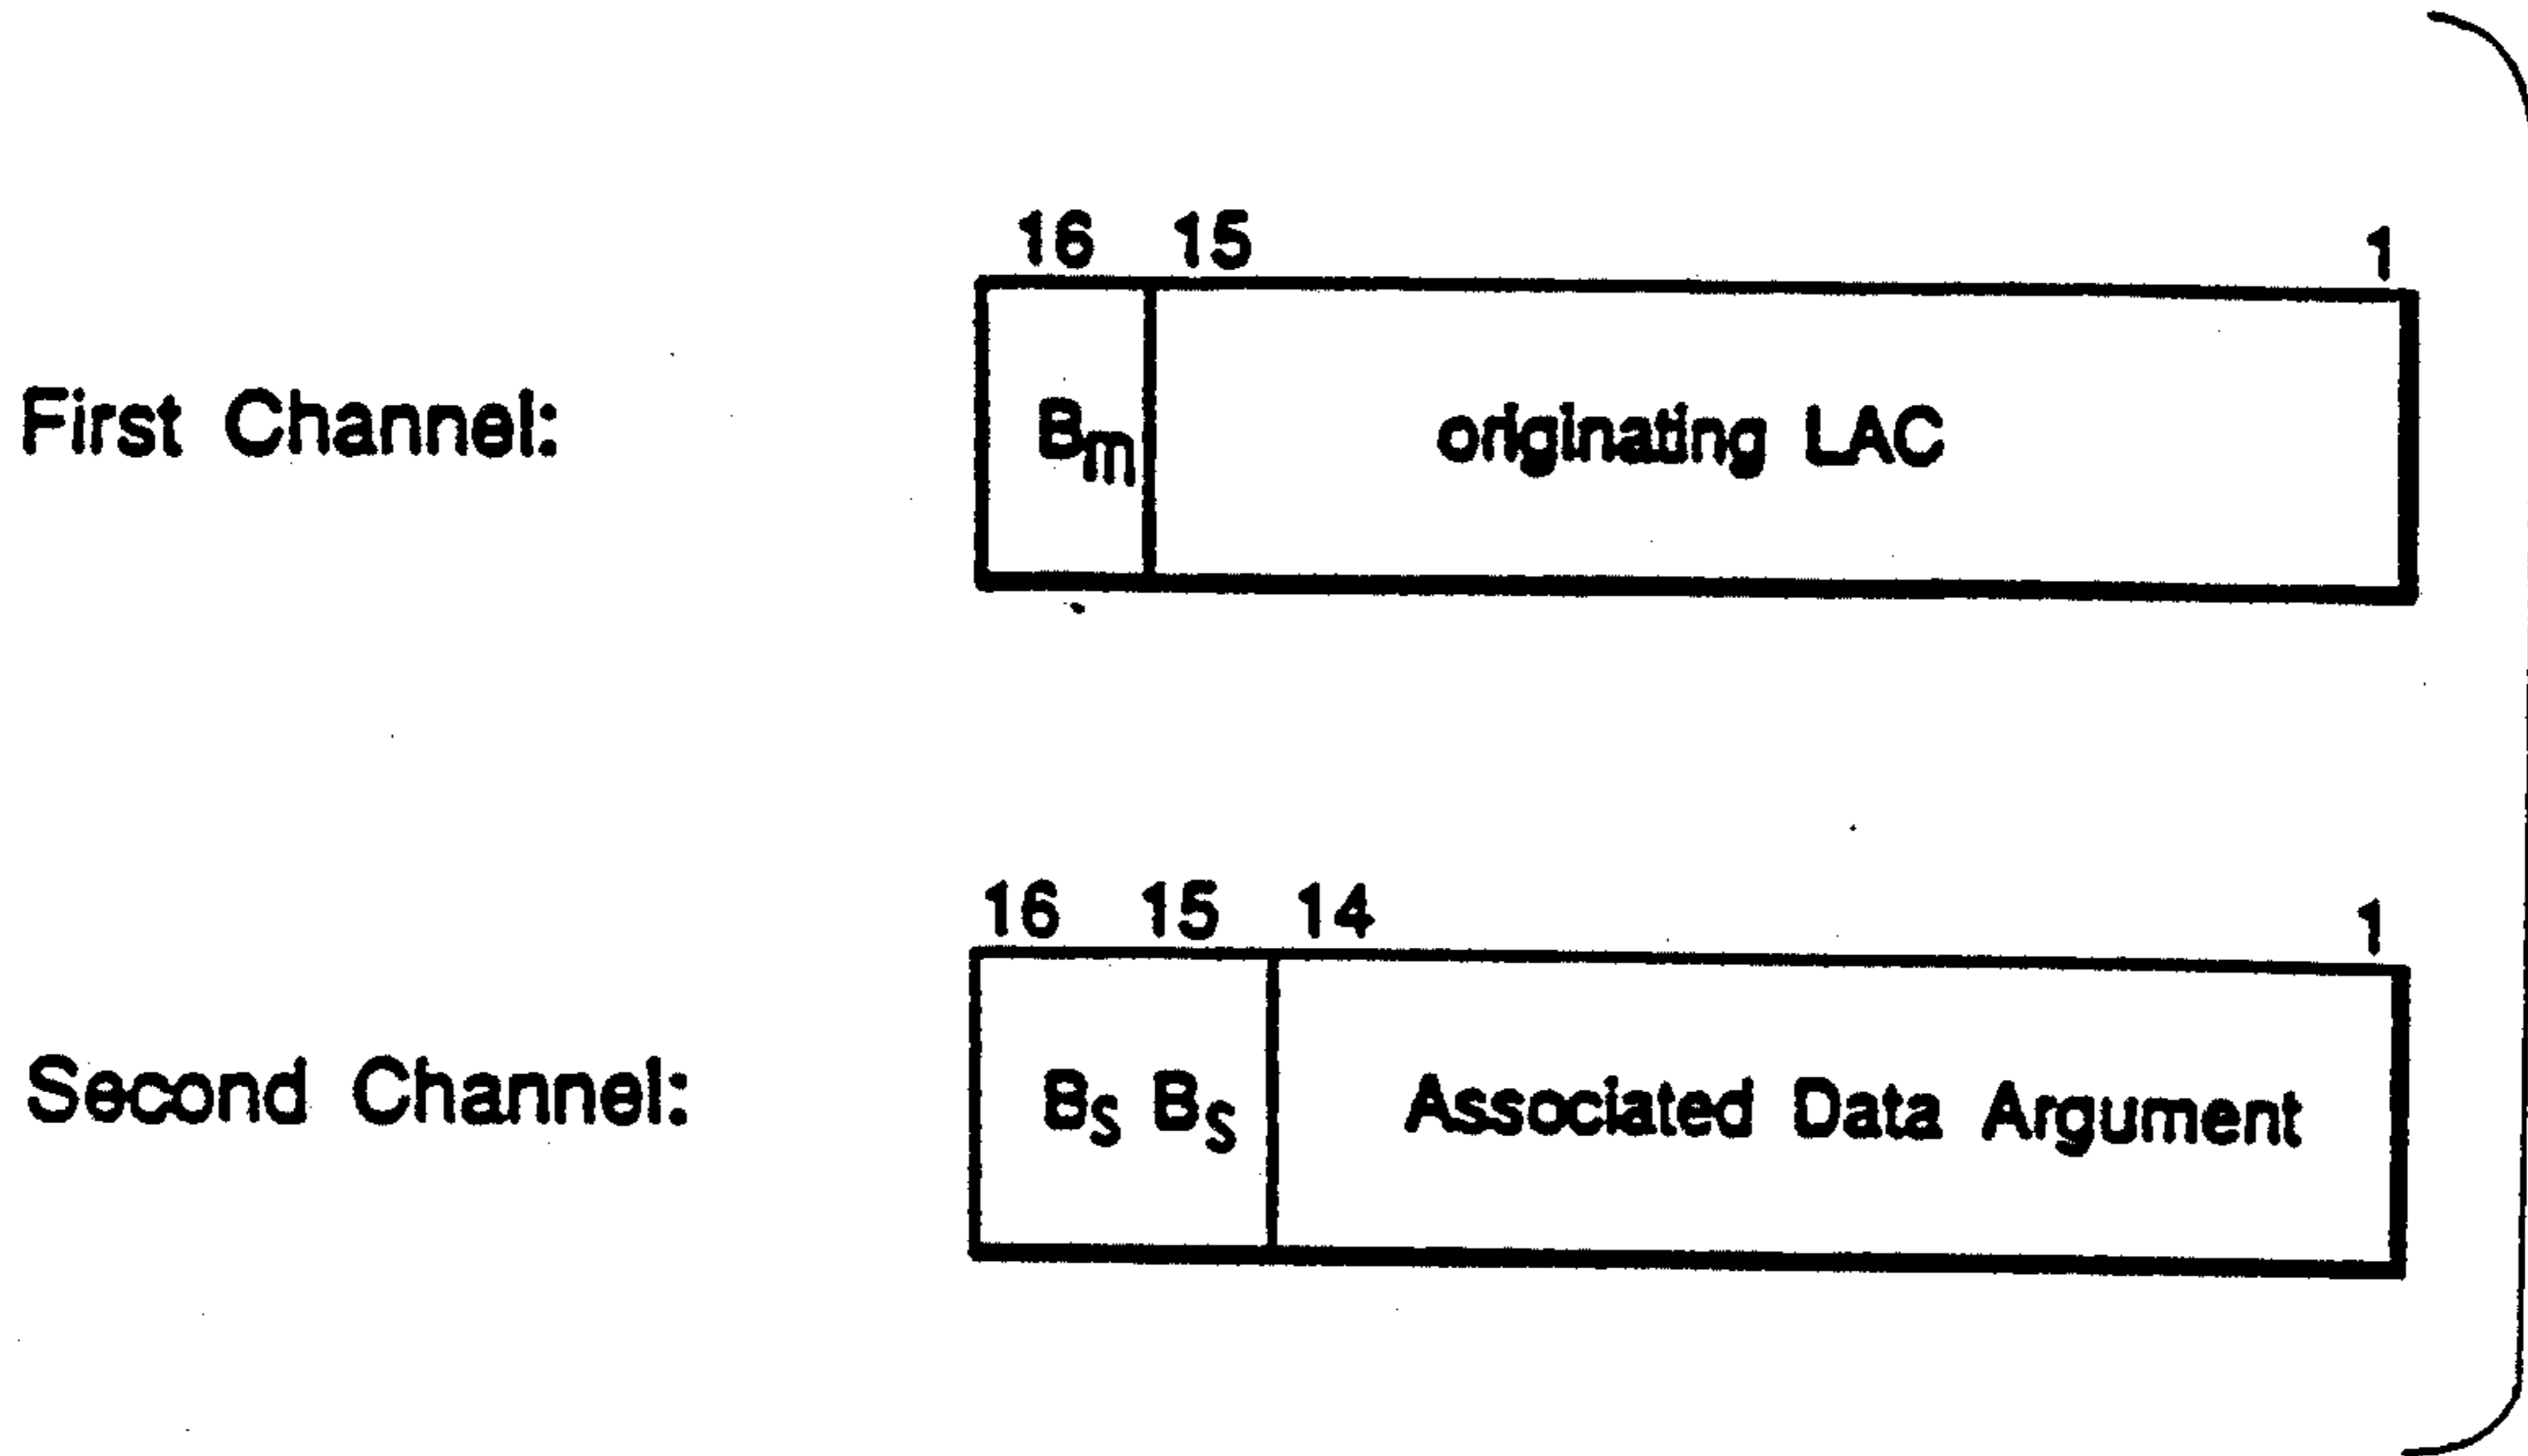 16 15 1
First Channel: Bm originating LAC
16 15 14 1
Second Channel: Bs Bs Associated Data Argument